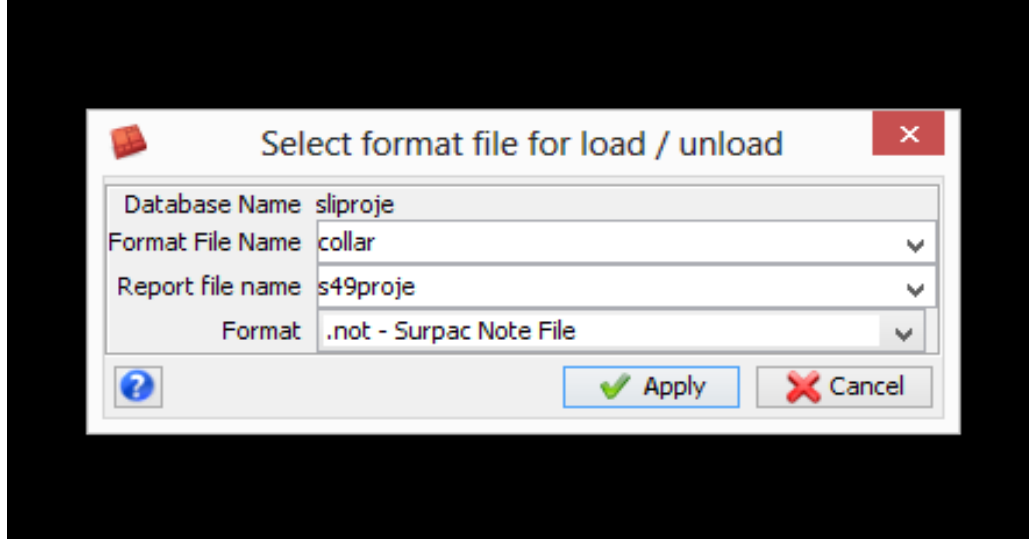 Select format file for load / unload
Database Name sliproje
Format File Name collar
Report file name s49proje
Format .not - Surpac Note File
? Apply Cancel